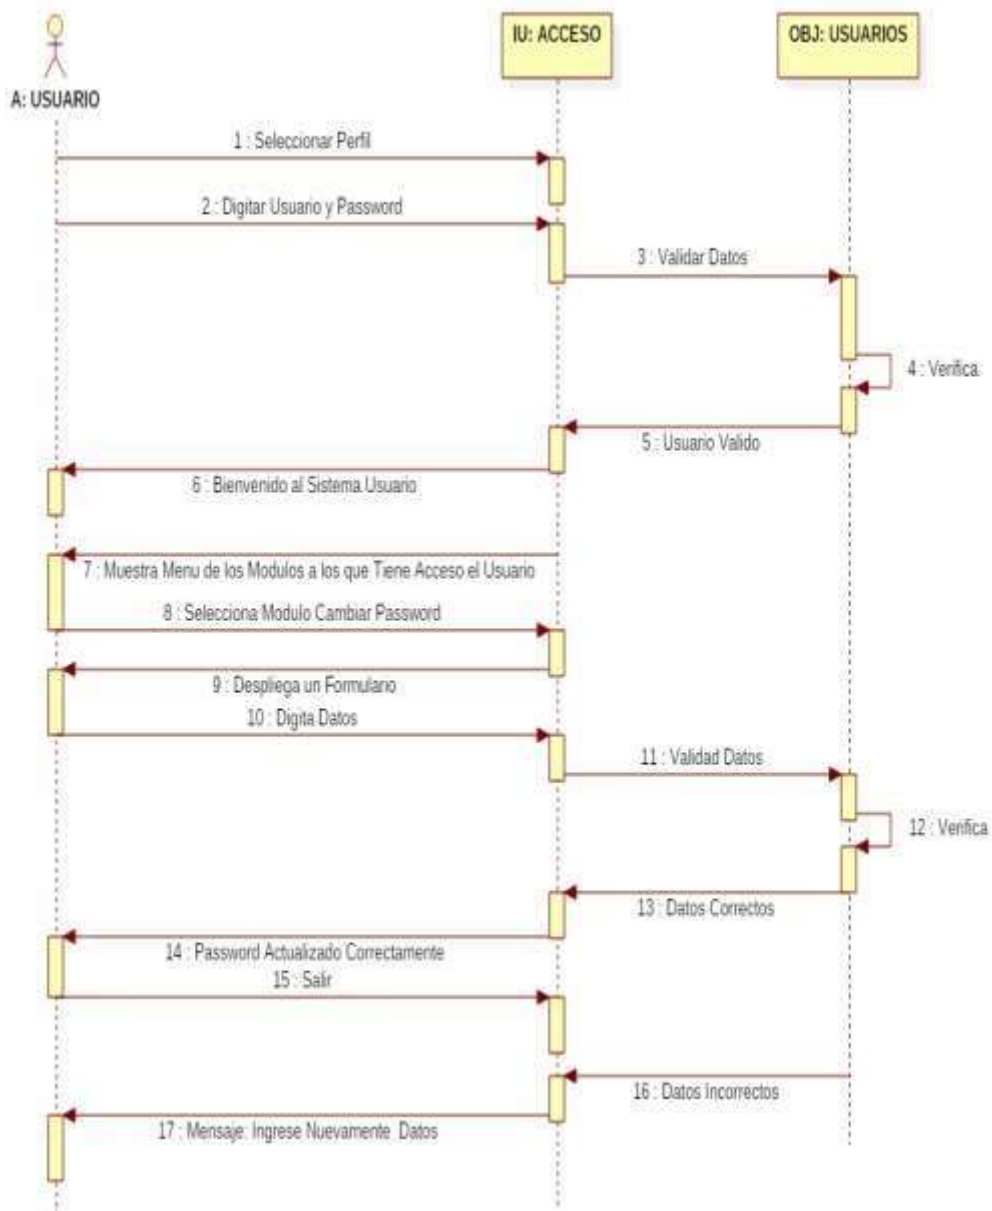 IU: ACCESO
OBJ: USUARIOS
A: USUARIO
1 : Seleccionar Perfil
2 : Digitar Usuario y Password
3 : Validar Datos
4 : Verifica
5 : Usuario Valido
6 : Bienvenido al Sistema Usuario
7 : Muestra Menu de los Modulos a los que Tiene Acceso el Usuario
8 : Selecciona Modulo Cambiar Password
9 : Despliega un Formulario
10 : Digita Datos
11 : Validad Datos
12 : Verifica
13 : Datos Correctos
14 : Password Actualizado Correctamente
15 : Salir
16 : Datos Incorrectos
17 : Mensaje: Ingrese Nuevamente Datos